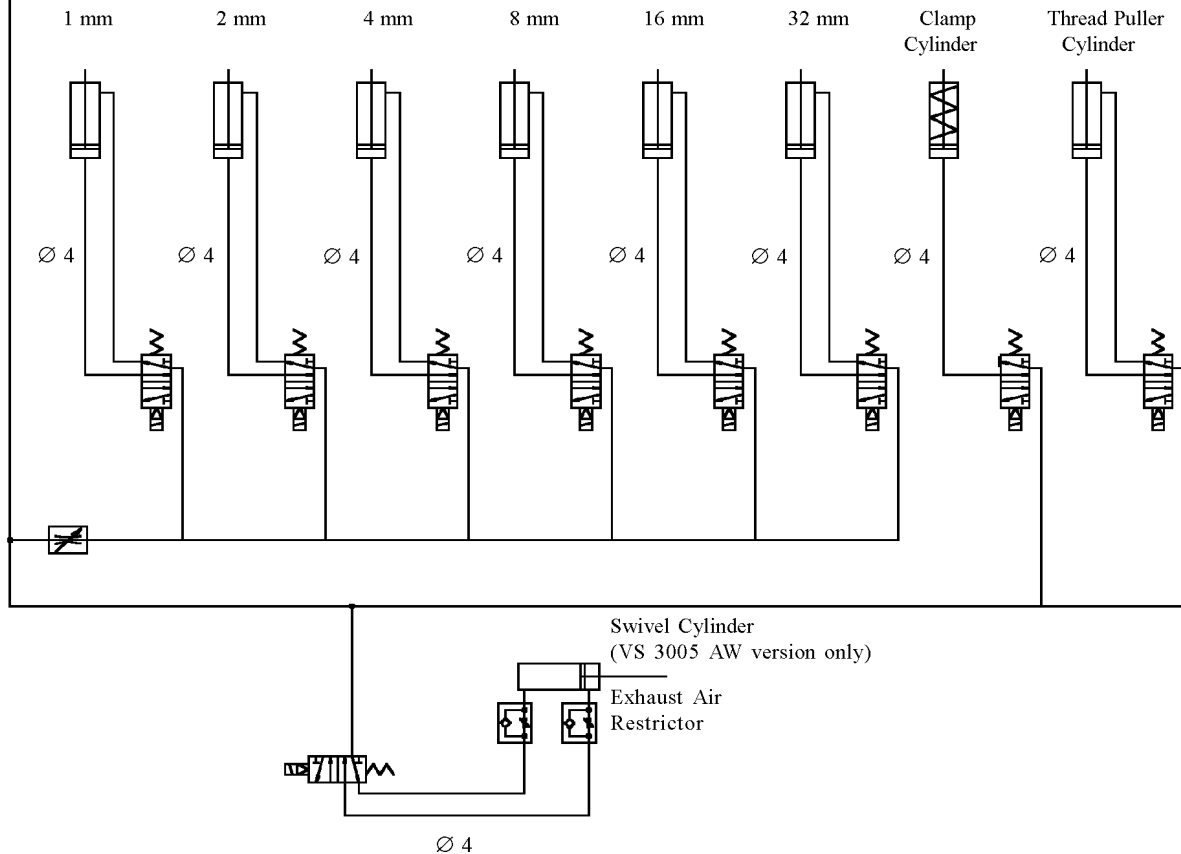 1 mm 2 mm 4 mm 8 mm 16 mm 32 mm Clamp Thread Puller
Cylinder Cylinder
∅ 4 ∅ 4 ∅ 4 ∅ 4 ∅ 4 ∅ 4 ∅ 4 ∅ 4
Swivel Cylinder
(VS 3005 AW version only)
Exhaust Air
Restrictor
∅ 4